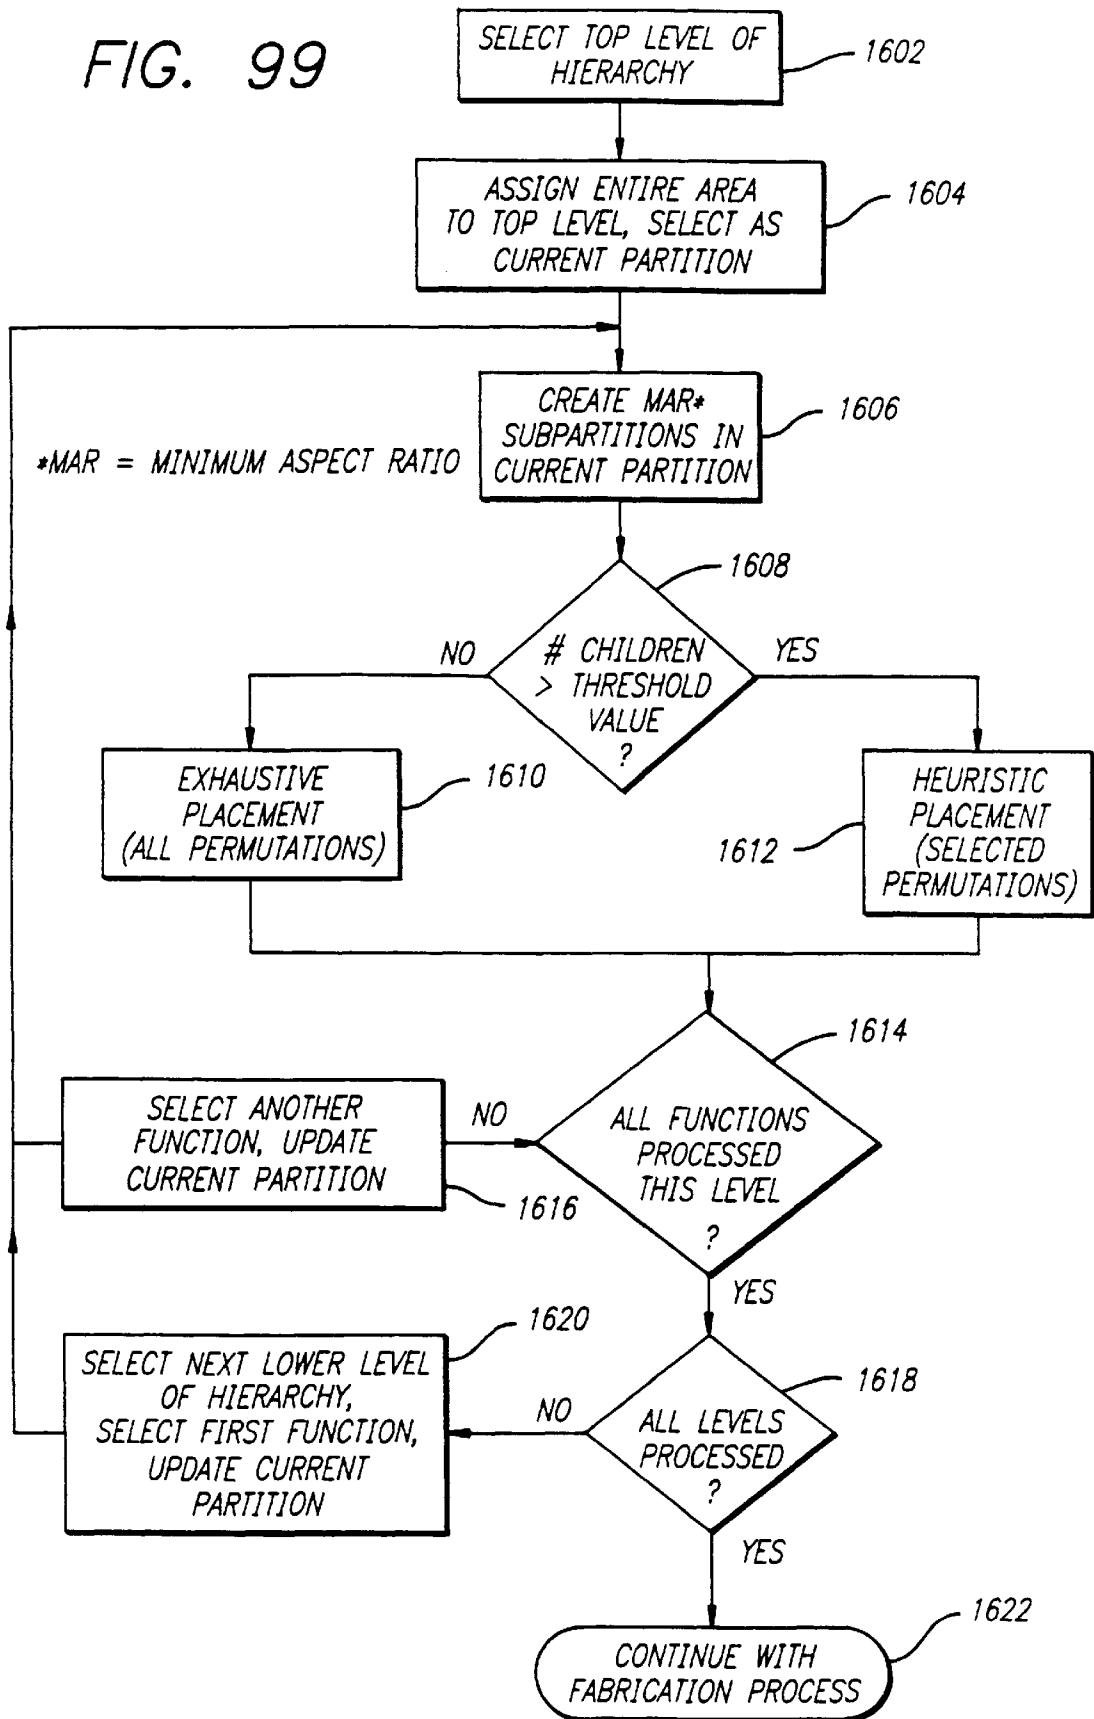 FIG. 99
SELECT TOP LEVEL OF
HIERARCHY
1602
ASSIGN ENTIRE AREA
TO TOP LEVEL, SELECT AS
CURRENT PARTITION
1604
CREATE MAR*
SUBPARTITIONS IN
CURRENT PARTITION
1606
*MAR = MINIMUM ASPECT RATIO
1608
# CHILDREN
> THRESHOLD
VALUE
?
NO
YES
EXHAUSTIVE
PLACEMENT
(ALL PERMUTATIONS)
1610
HEURISTIC
PLACEMENT
(SELECTED
PERMUTATIONS)
1612
1614
ALL FUNCTIONS
PROCESSED
THIS LEVEL
?
NO
SELECT ANOTHER
FUNCTION, UPDATE
CURRENT PARTITION
1616
YES
1620
SELECT NEXT LOWER LEVEL
OF HIERARCHY,
SELECT FIRST FUNCTION,
UPDATE CURRENT
PARTITION
NO
1618
ALL LEVELS
PROCESSED
?
YES
1622
CONTINUE WITH
FABRICATION PROCESS